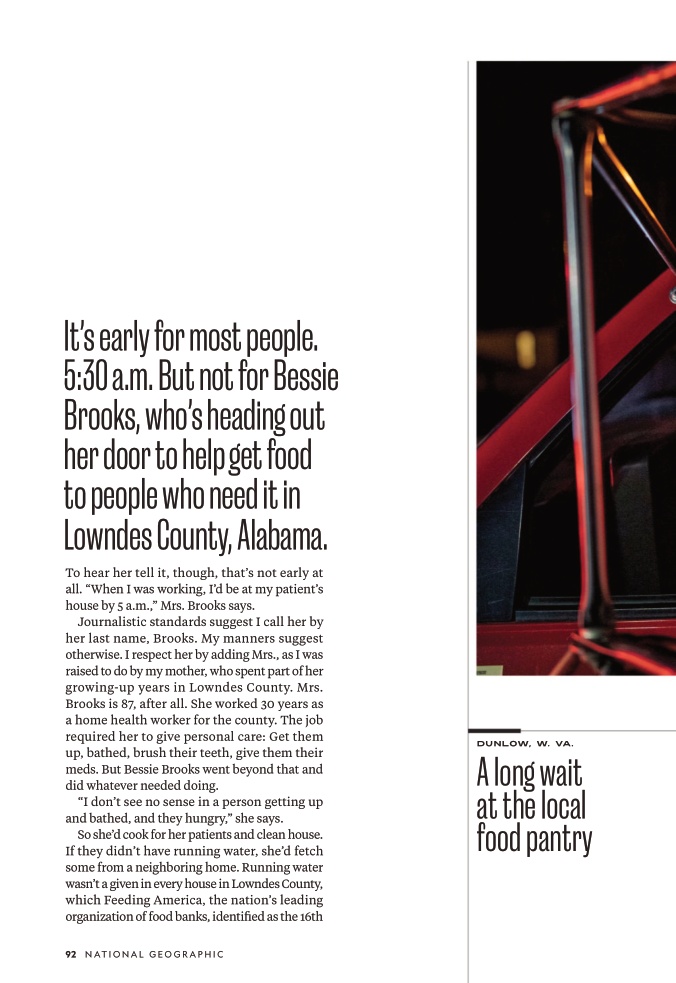 It's early for most people.
5:30 a.m. But not for Bessie
Brooks, who's heading out
her door to help get food
to people who need it in
Lowndes County, Alabama.
To hear her tell it, though, that's not early at
all. “When I was working, I'd be at my patient's
house by 5 a.m.,” Mrs. Brooks says.
Journalistic standards suggest I call her by
her last name, Brooks. My manners suggest
otherwise. I respect her by adding Mrs., as I was
raised to do by my mother, who spent part of her
growing-up years in Lowndes County. Mrs.
Brooks is 87, after all. She worked 30 years as
a home health worker for the county. The job
required her to give personal care: Get them
up, bathed, brush their teeth, give them their
meds. But Bessie Brooks went beyond that and
did whatever needed doing.
“I don't see no sense in a person getting up
and bathed, and they hungry,” she says.
So she'd cook for her patients and clean house.
If they didn't have running water, she'd fetch
some from a neighboring home. Running water
wasn't a given in every house in Lowndes County,
which Feeding America, the nation's leading
organization of food banks, identified as the 16th
92 NATIONAL GEOGRAPHIC
DUNLOW, W. VA.
A long wait
at the local
food pantry